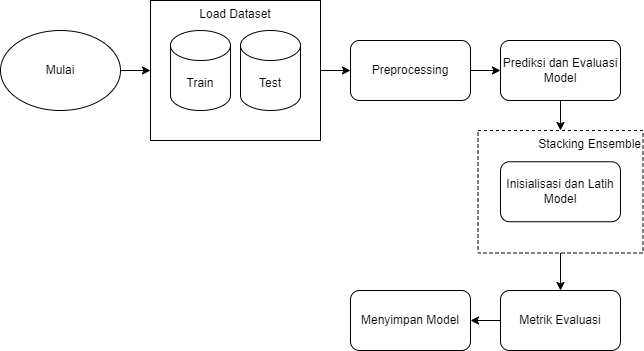 Mulai
Load Dataset
Train
Test
Preprocessing
Prediksi dan Evaluasi
Model
Stacking Ensemble
Inisialisasi dan Latih
Model
Metrik Evaluasi
Menyimpan Model